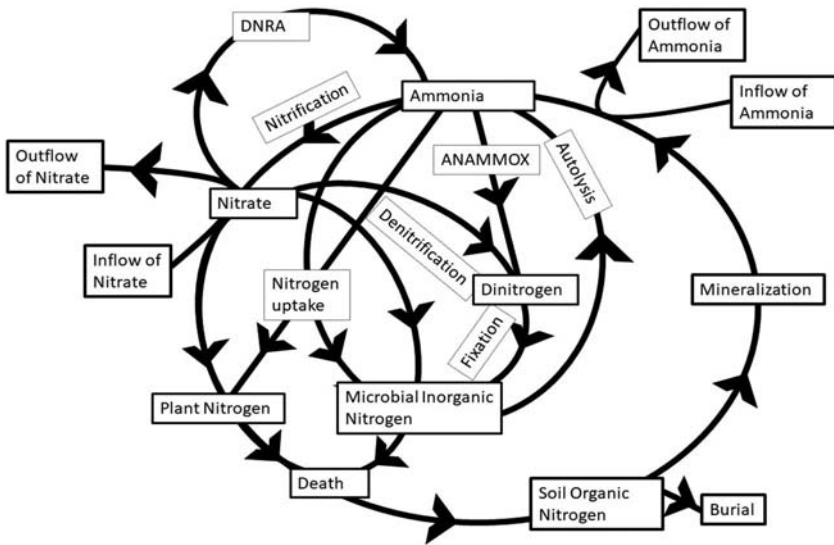 DNRA
Outflow of
Ammonia
Nitrification
Ammonia
Inflow of
Ammonia
Outflow
of Nitrate
ANAMMOX
Autolysis
Nitrate
Denitrification
Inflow of
Nitrate
Nitrogen
uptake
Dinitrogen
Mineralization
Fixation
Plant Nitrogen
Microbial Inorganic
Nitrogen
Death
Soil Organic
Nitrogen
Burial